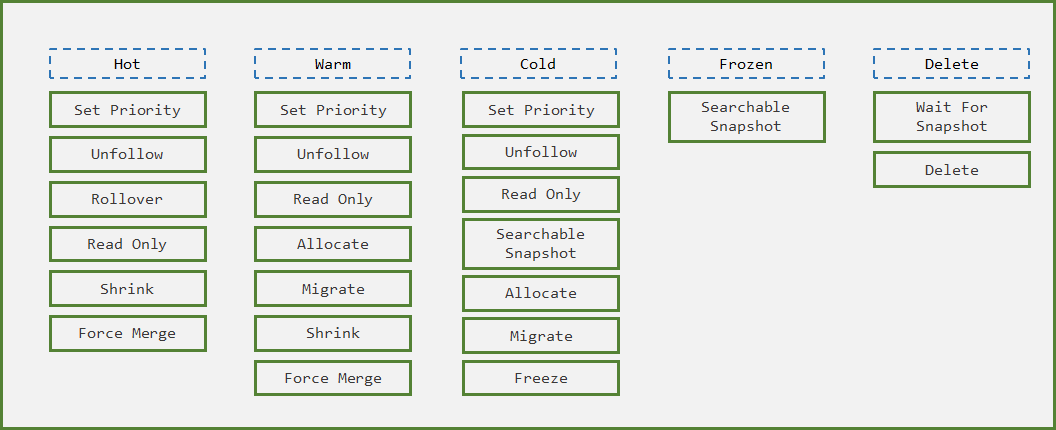 Hot
Set Priority
Unfollow
Rollover
Read Only
Shrink
Force Merge
Warm
Set Priority
Unfollow
Read Only
Allocate
Migrate
Shrink
Force Merge
Cold
Set Priority
Unfollow
Read Only
Searchable
Snapshot
Allocate
Migrate
Freeze
Frozen
Searchable
Snapshot
Delete
Wait For
Snapshot
Delete